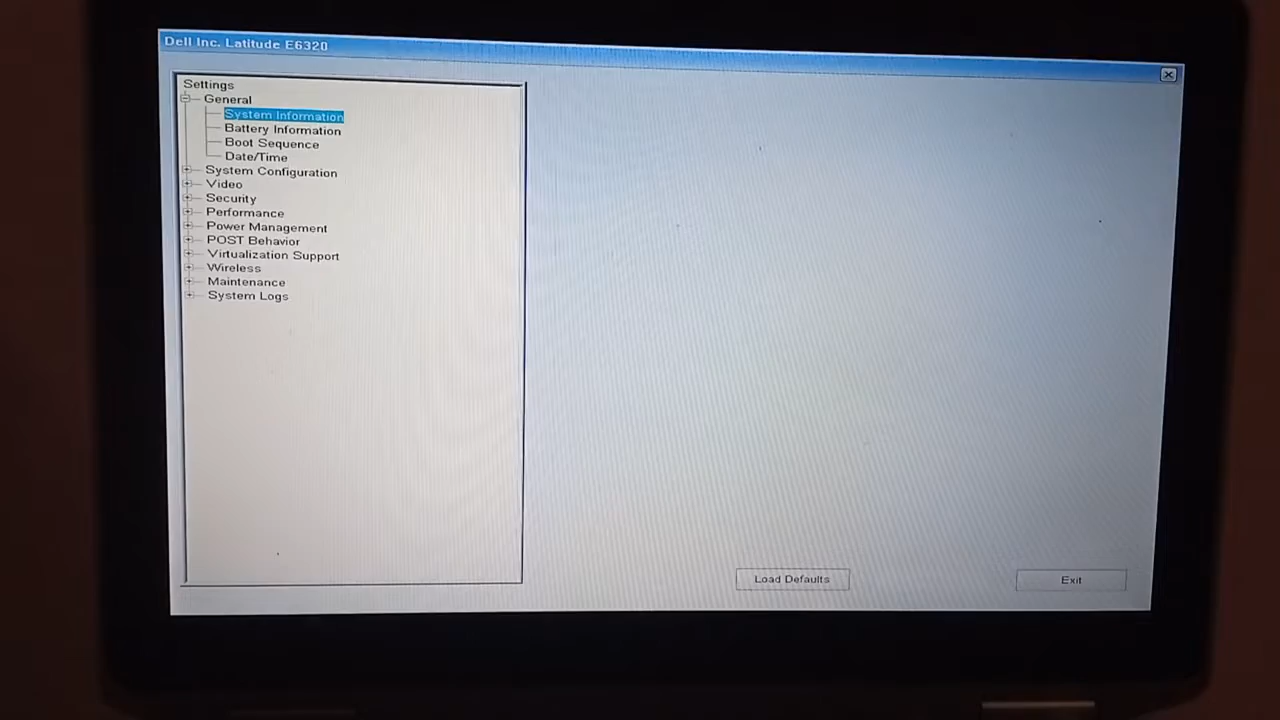 Dell Inc. Latitude E6320
Settings
General
System Information
Battery Information
Boot Sequence
Date/Time
System Configuration
Video
Security
Performance
Power Management
POST Behavior
Virtualization Support
Wireless
Maintenance
System Logs
Load Defaults
Exit